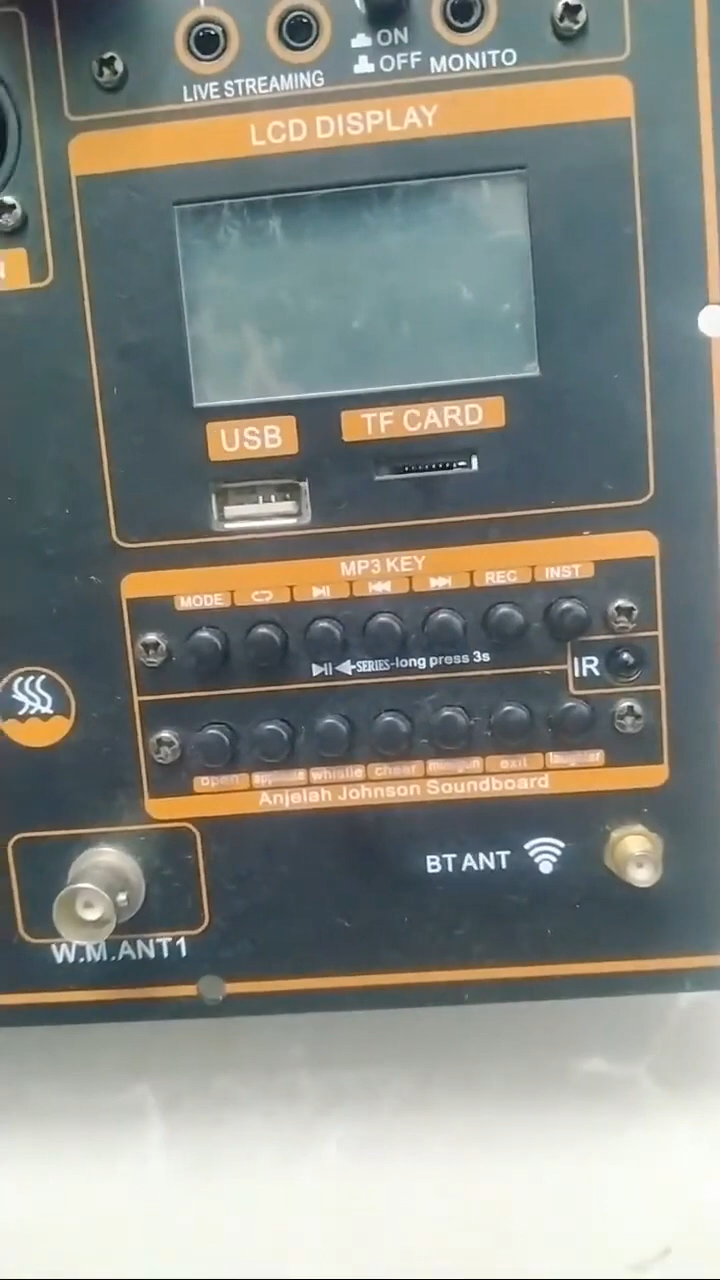 ON
OFF
LIVE STREAMING
MONITO
LCD DISPLAY
USB
TF CARD
MP3 KEY
MODE
REC
INST
SERIES-long press 3s
IR
open applause whistle cheer exit laughter
Anjelah Johnson Soundboard
BT ANT
W.M.ANT1